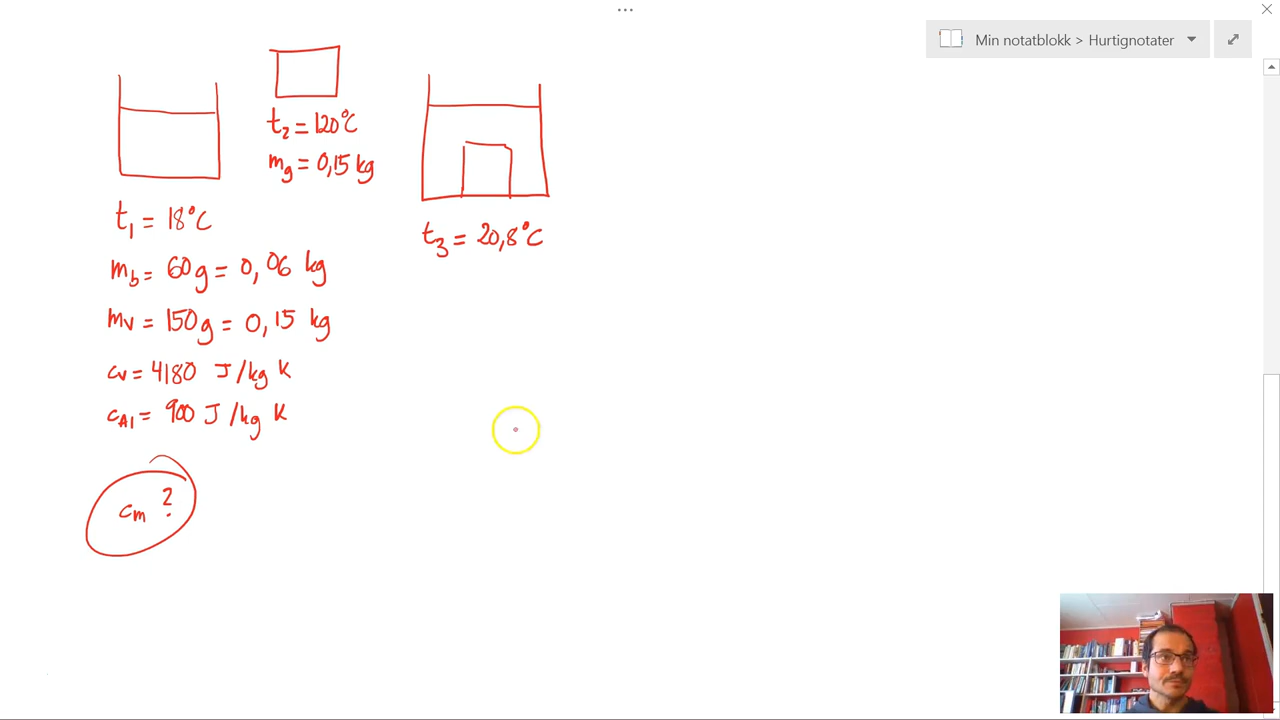 Min notatblokk > Hurtignotater
t₂ = 120°C
m_g = 0,15 kg
t₁ = 18°C
m_b = 60g = 0,06 kg
m_v = 150g = 0,15 kg
c_v = 4180 J/kg K
c_Al = 900 J/kg K
c_m ?
t₃ = 20,8°C